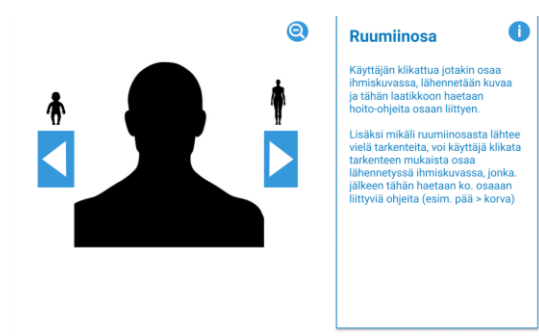 Ruumiinosa
i
Käyttäjän klikattua jotakin osaa
ihmiskuvassa, lähennetään kuvaa
ja tähän laatikkoon haetaan
hoito-ohjeita osaan liittyen.
Lisäksi mikäli ruumiinosasta lähtee
vielä tarkenteita, voi käyttäjä klikata
tarkenteen mukaista osaa
lähennetyssä ihmiskuvassa, jonka.
jälkeen tähän haetaan ko. osaaan
liittyviä ohjeita (esim. pää > korva)